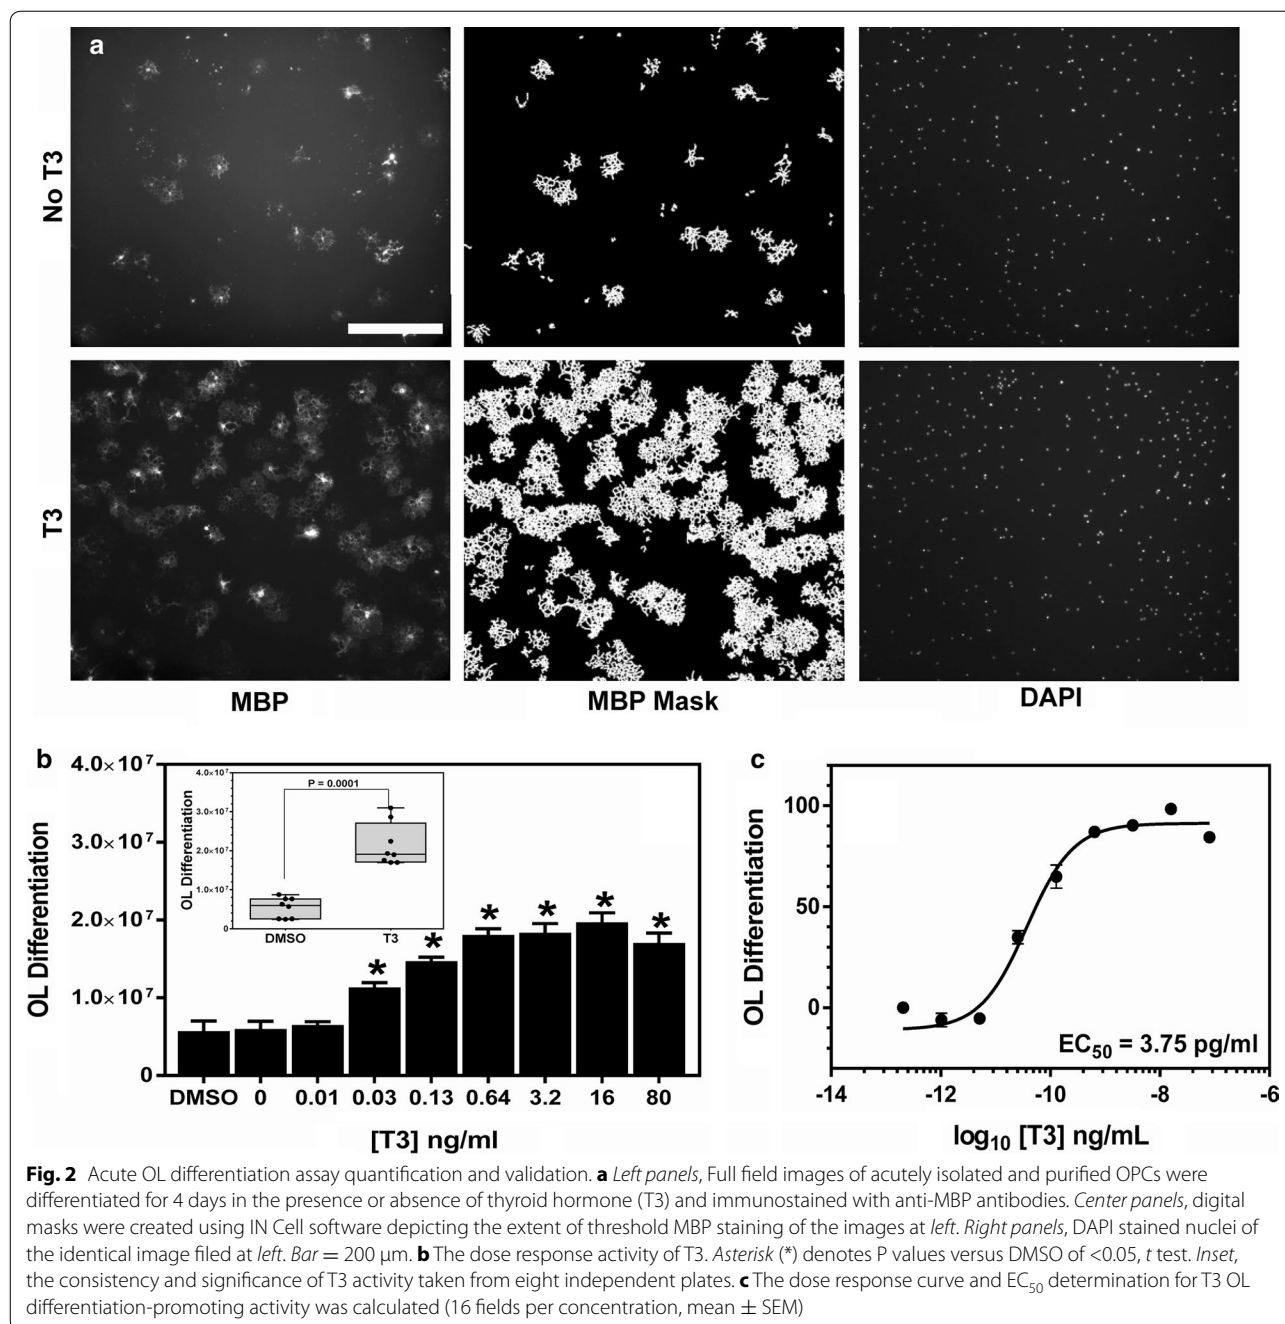 a
No T3
T3
MBP
MBP Mask
DAPI
b
OL Differentiation
4.0×10⁷
3.0×10⁷
2.0×10⁷
1.0×10⁷
0
OL Differentiation
4.0×10⁷
3.0×10⁷
2.0×10⁷
1.0×10⁷
0
P = 0.0001
DMSO T3
* * * * * *
DMSO 0 0.01 0.03 0.13 0.64 3.2 16 80
[T3] ng/ml
c
OL Differentiation
100
50
0
EC₅₀ = 3.75 pg/ml
-14 -12 -10 -8 -6
log₁₀ [T3] ng/mL
Fig. 2 Acute OL differentiation assay quantification and validation. a Left panels, Full field images of acutely isolated and purified OPCs were
differentiated for 4 days in the presence or absence of thyroid hormone (T3) and immunostained with anti-MBP antibodies. Center panels, digital
masks were created using IN Cell software depicting the extent of threshold MBP staining of the images at left. Right panels, DAPI stained nuclei of
the identical image filed at left. Bar = 200 μm. b The dose response activity of T3. Asterisk (*) denotes P values versus DMSO of <0.05, t test. Inset,
the consistency and significance of T3 activity taken from eight independent plates. c The dose response curve and EC₅₀ determination for T3 OL
differentiation-promoting activity was calculated (16 fields per concentration, mean ± SEM)